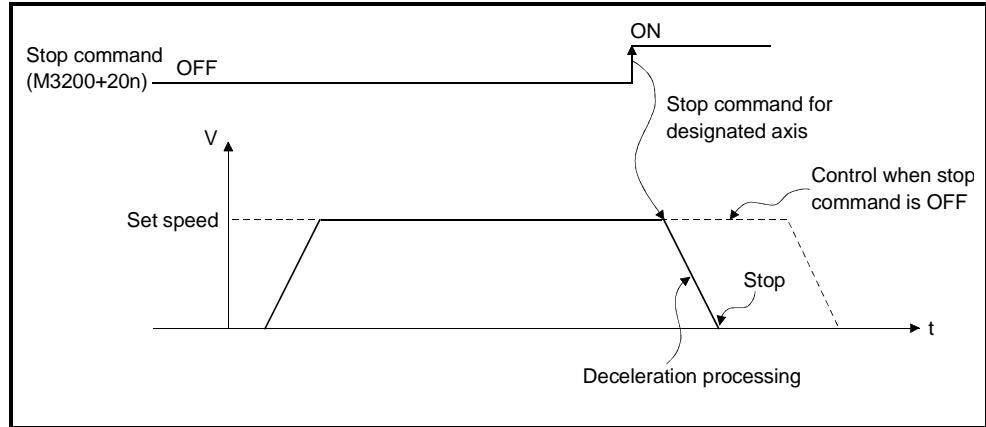 ON
Stop command
(M3200+20n)
OFF
Stop command for
designated axis
V
Control when stop
command is OFF
Set speed
Stop
t
Deceleration processing